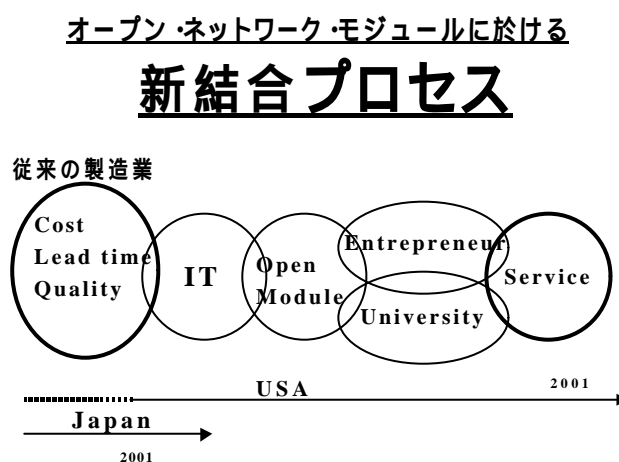 オープン・ネットワーク・モジュールに於ける
新結合プロセス
従来の製造業
Cost
Lead time
Quality
IT
Open
Module
Entrepreneur
University
Service
USA
2001
Japan
2001